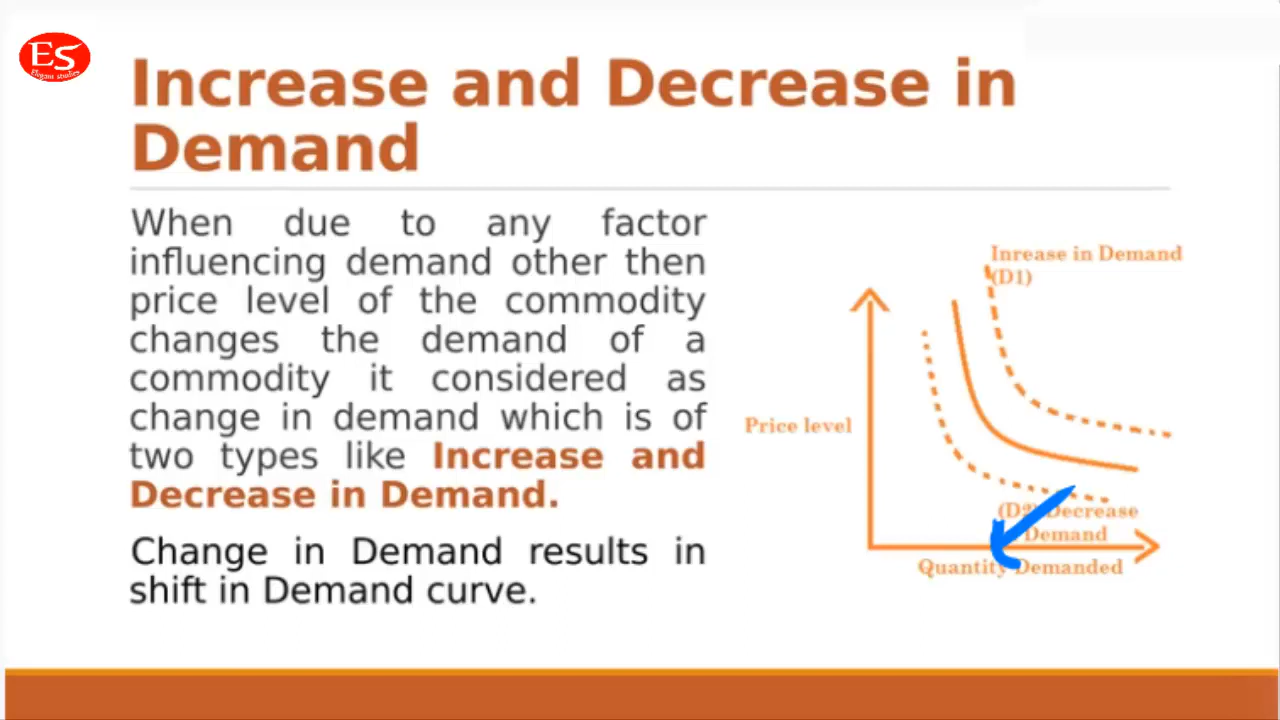 ES
Elegant studies
Increase and Decrease in
Demand
When due to any factor
influencing demand other then
price level of the commodity
changes the demand of a
commodity it considered as
change in demand which is of
two types like Increase and
Decrease in Demand.
Change in Demand results in
shift in Demand curve.
Inrease in Demand
(D1)
Price level
(D2) Decrease
Demand
Quantity Demanded